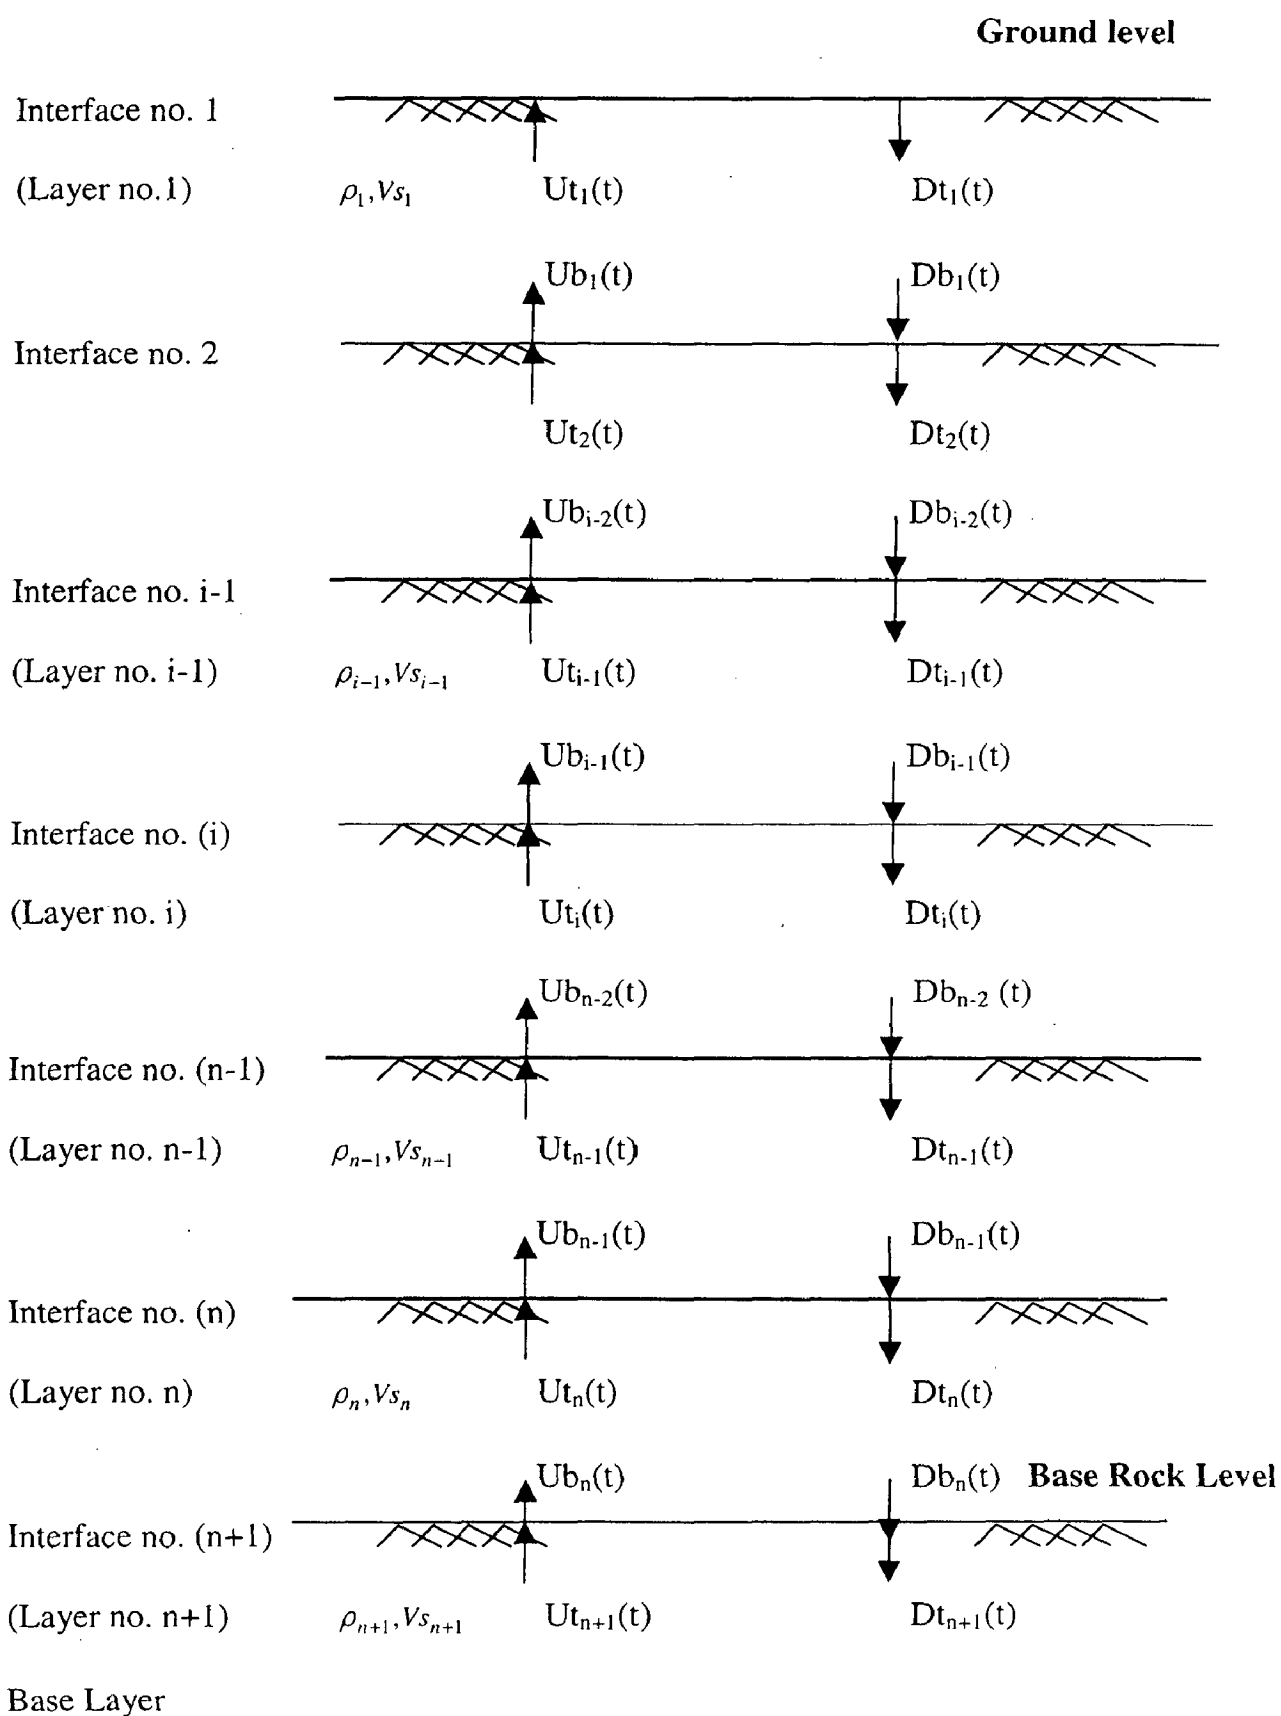 Ground level
Interface no. 1
(Layer no.1) ρ₁,Vs₁ Ut₁(t) Dt₁(t)
Ub₁(t) Db₁(t)
Interface no. 2
Ut₂(t) Dt₂(t)
Ubᵢ₋₂(t) Dbᵢ₋₂(t)
Interface no. i-1
(Layer no. i-1) ρᵢ₋₁,Vsᵢ₋₁ Utᵢ₋₁(t) Dtᵢ₋₁(t)
Ubᵢ₋₁(t) Dbᵢ₋₁(t)
Interface no. (i)
(Layer no. i) Utᵢ(t) Dtᵢ(t)
Ubₙ₋₂(t) Dbₙ₋₂ (t)
Interface no. (n-1)
(Layer no. n-1) ρₙ₋₁,Vsₙ₋₁ Utₙ₋₁(t) Dtₙ₋₁(t)
Ubₙ₋₁(t) Dbₙ₋₁(t)
Interface no. (n)
(Layer no. n) ρₙ,Vsₙ Utₙ(t) Dtₙ(t)
Ubₙ(t) Dbₙ(t) Base Rock Level
Interface no. (n+1)
(Layer no. n+1) ρₙ₊₁,Vsₙ₊₁ Utₙ₊₁(t) Dtₙ₊₁(t)
Base Layer